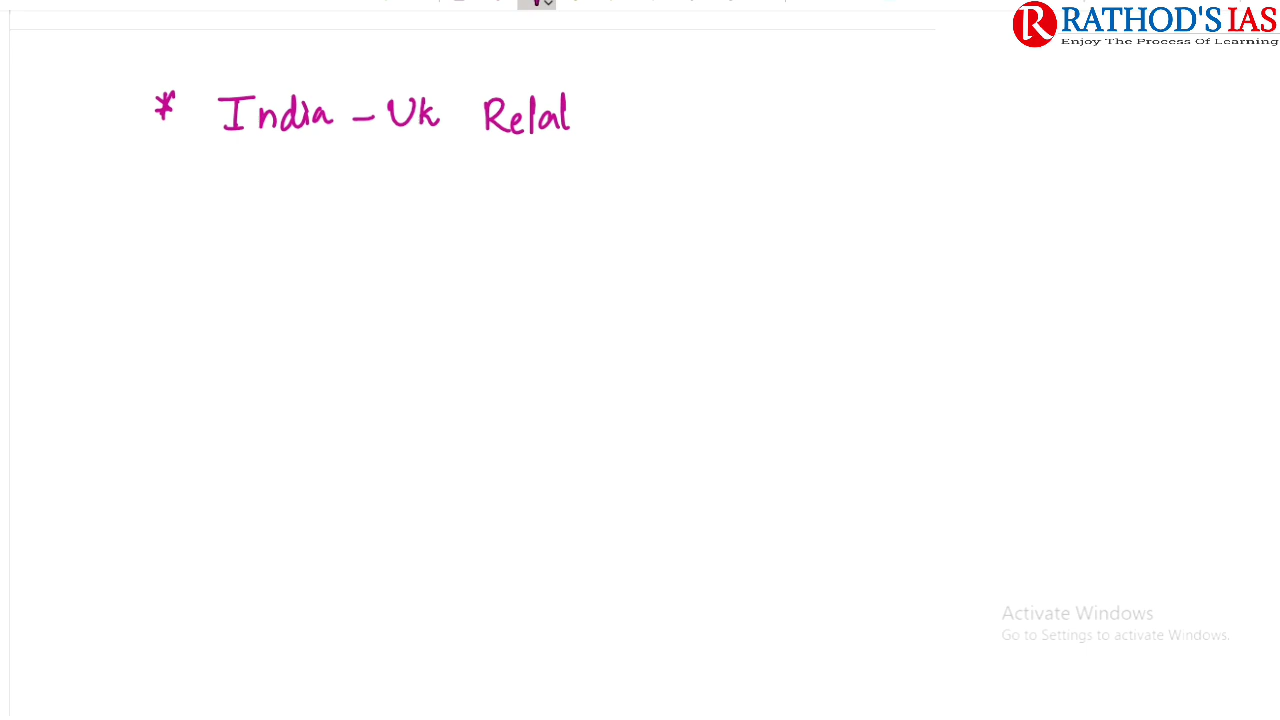 RATHOD'S IAS
Enjoy The Process Of Learning
* India - Uk Relal
Activate Windows
Go to Settings to activate Windows.